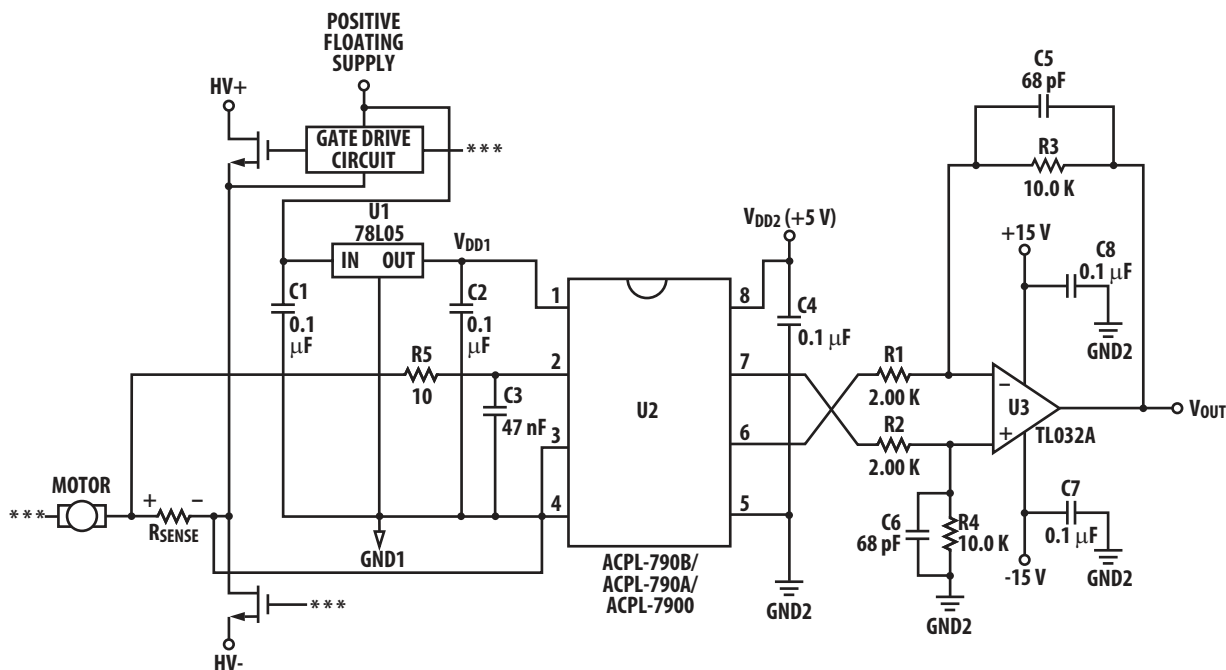 POSITIVE
FLOATING
SUPPLY
HV+
GATE DRIVE
CIRCUIT
***
U1
78L05
IN OUT
VDD1
C1
0.1
μF
C2
0.1
μF
R5
10
C3
47 nF
MOTOR
***
+ −
RSENSE
GND1
***
HV-
1
2
3
4
8
7
6
5
U2
ACPL-790B/
ACPL-790A/
ACPL-7900
VDD2 (+5 V)
C4
0.1 μF
GND2
R1
2.00 K
R2
2.00 K
C5
68 pF
R3
10.0 K
+15 V
C8
0.1 μF
GND2
−
+
U3
TL032A
VOUT
C6
68 pF
R4
10.0 K
GND2
C7
0.1 μF
-15 V
GND2